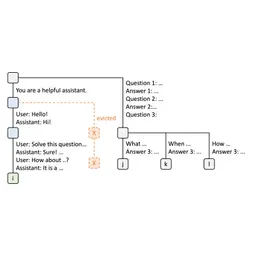 You are a helpful assistant.
User: Hello!
Assistant: Hi!
User: Solve this question...
Assistant: Sure! ...
User: How about ..?
Assistant: It is a ...
i
evicted
X
X
Question 1: ...
Answer 1: ...
Question 2: ...
Answer 2:...
Question 3:
What ...
Answer 3: ...
When ...
Answer 3: ...
How ...
Answer 3: ...
j
k
l